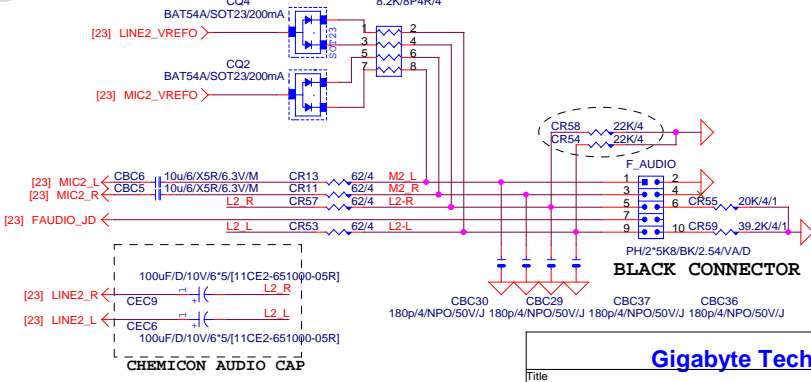 CQ4
BAT54A/SOT23/200mA
8.2K/8P4R/4
[23] LINE2_VREFO
SOT23
1 2
3 4
5 6
7 8
CQ2
BAT54A/SOT23/200mA
[23] MIC2_VREFO
CR58 22K/4
CR54 22K/4
F_AUDIO
[23] MIC2_L CBC6 10u/6/X5R/6.3V/M CR13 62/4 M2_L 1 2
[23] MIC2_R CBC5 10u/6/X5R/6.3V/M CR11 62/4 M2_R 3 4
L2_R CR57 62/4 L2-R 5 6 CR55 20K/4/1
[23] FAUDIO_JD 7
L2_L CR53 62/4 L2-L 9 10 CR59 39.2K/4/1
PH/2*5K8/BK/2.54/VA/D
BLACK CONNECTOR
100uF/D/10V/6*5/[11CE2-651000-05R]
[23] LINE2_R 1 L2_R
CEC9 +
[23] LINE2_L 1 L2_L
CEC6 +
100uF/D/10V/6*5/[11CE2-651000-05R]
CHEMICON AUDIO CAP
CBC30 CBC29 CBC37 CBC36
180p/4/NPO/50V/J 180p/4/NPO/50V/J 180p/4/NPO/50V/J 180p/4/NPO/50V/J
Gigabyte Tech
Title